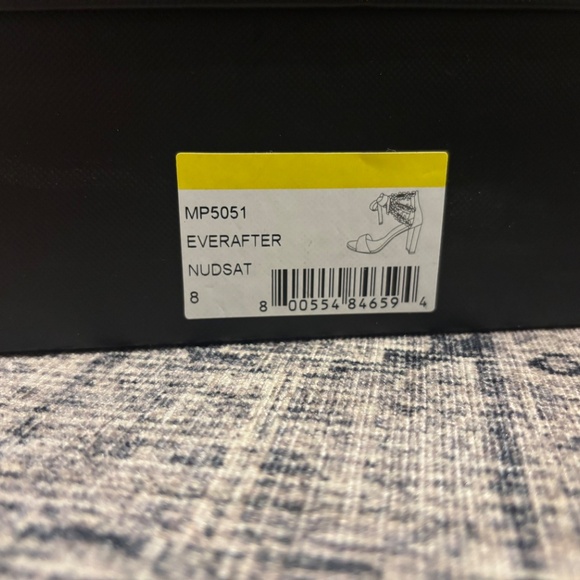 MP5051
EVERAFTER
NUDSAT
8
8 00554 84659 4